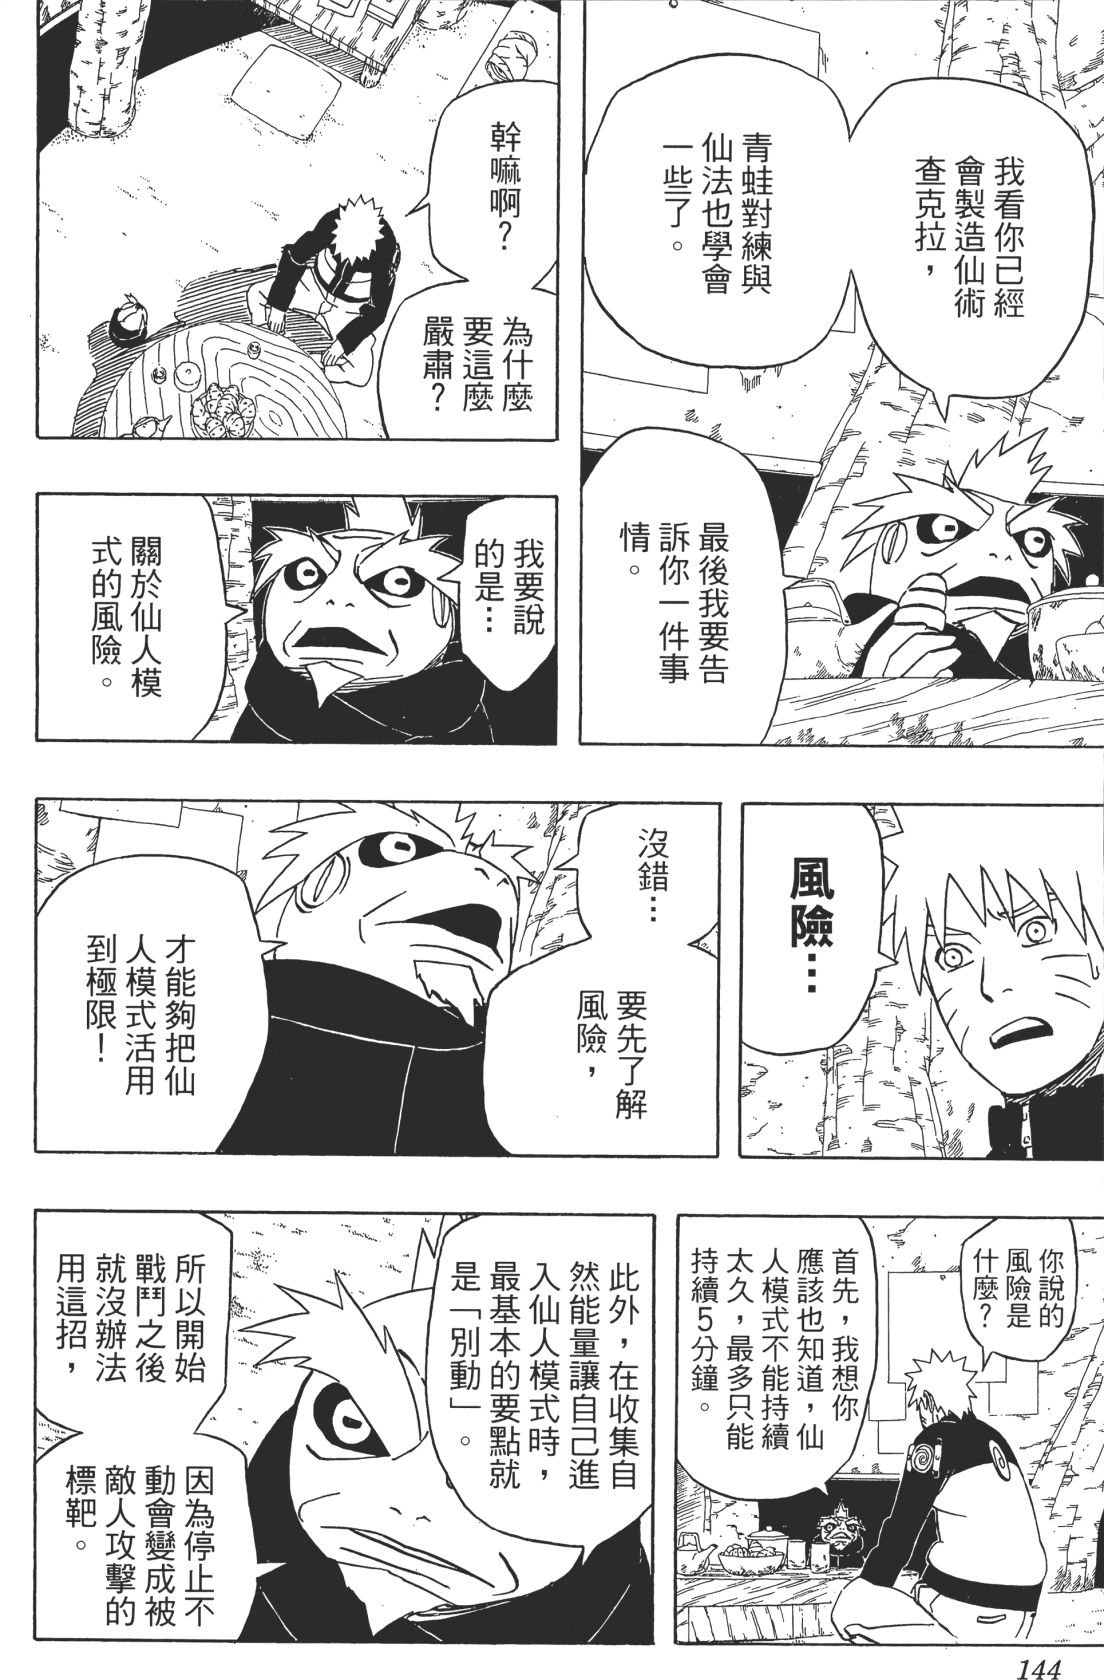 我看你已經
會製造仙術
查克拉，
青蛙對練與
仙法也學會
一些了。
最後我要告
訴你一件事
情。
幹嘛啊？
為什麼
要這麼
嚴肅？
我要說
的是…
關於仙人模
式的風險。
風險…
沒錯…
要先了解
風險，
才能夠把仙
人模式活用
到極限！
你說的
風險是
什麼？
首先，我想你
應該也知道，仙
人模式不能持續
太久，最多只能
持續5分鐘。
此外，在收集自
然能量讓自己進
入仙人模式時，
最基本的要點就
是「別動」。
所以開始
戰鬥之後
就沒辦法
用這招，
因為停止不
動會變成被
敵人攻擊的
標靶。
144